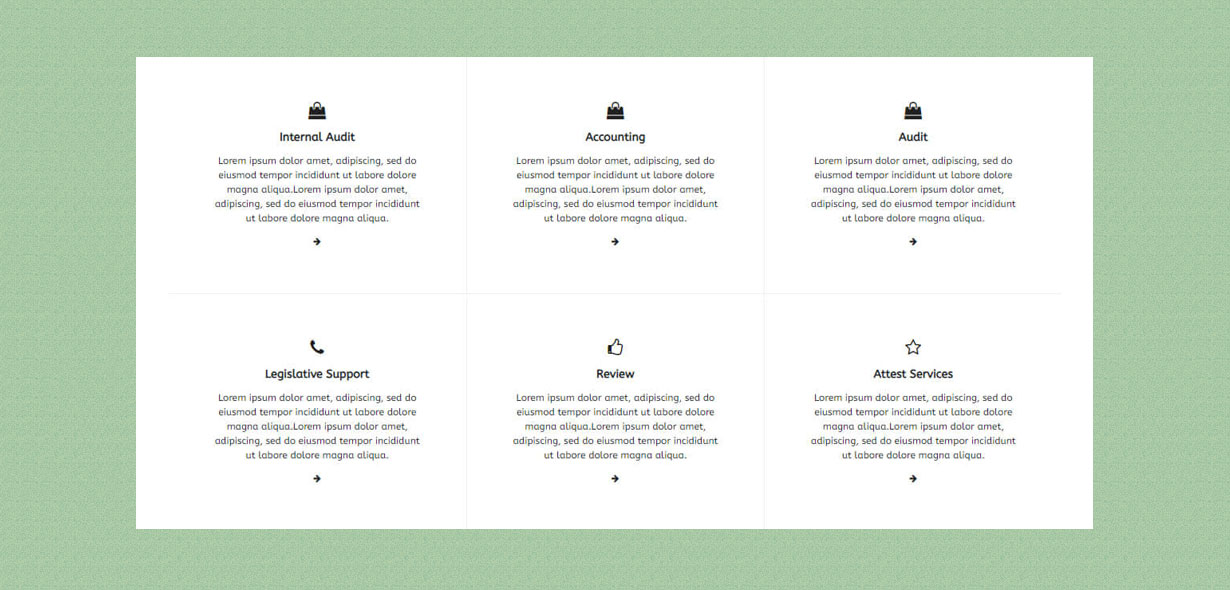 Internal Audit
Lorem ipsum dolor amet, adipiscing, sed do
eiusmod tempor incididunt ut labore dolore
magna aliqua.Lorem ipsum dolor amet,
adipiscing, sed do eiusmod tempor incididunt
ut labore dolore magna aliqua.
Accounting
Lorem ipsum dolor amet, adipiscing, sed do
eiusmod tempor incididunt ut labore dolore
magna aliqua.Lorem ipsum dolor amet,
adipiscing, sed do eiusmod tempor incididunt
ut labore dolore magna aliqua.
Audit
Lorem ipsum dolor amet, adipiscing, sed do
eiusmod tempor incididunt ut labore dolore
magna aliqua.Lorem ipsum dolor amet,
adipiscing, sed do eiusmod tempor incididunt
ut labore dolore magna aliqua.
Legislative Support
Lorem ipsum dolor amet, adipiscing, sed do
eiusmod tempor incididunt ut labore dolore
magna aliqua.Lorem ipsum dolor amet,
adipiscing, sed do eiusmod tempor incididunt
ut labore dolore magna aliqua.
Review
Lorem ipsum dolor amet, adipiscing, sed do
eiusmod tempor incididunt ut labore dolore
magna aliqua.Lorem ipsum dolor amet,
adipiscing, sed do eiusmod tempor incididunt
ut labore dolore magna aliqua.
Attest Services
Lorem ipsum dolor amet, adipiscing, sed do
eiusmod tempor incididunt ut labore dolore
magna aliqua.Lorem ipsum dolor amet,
adipiscing, sed do eiusmod tempor incididunt
ut labore dolore magna aliqua.